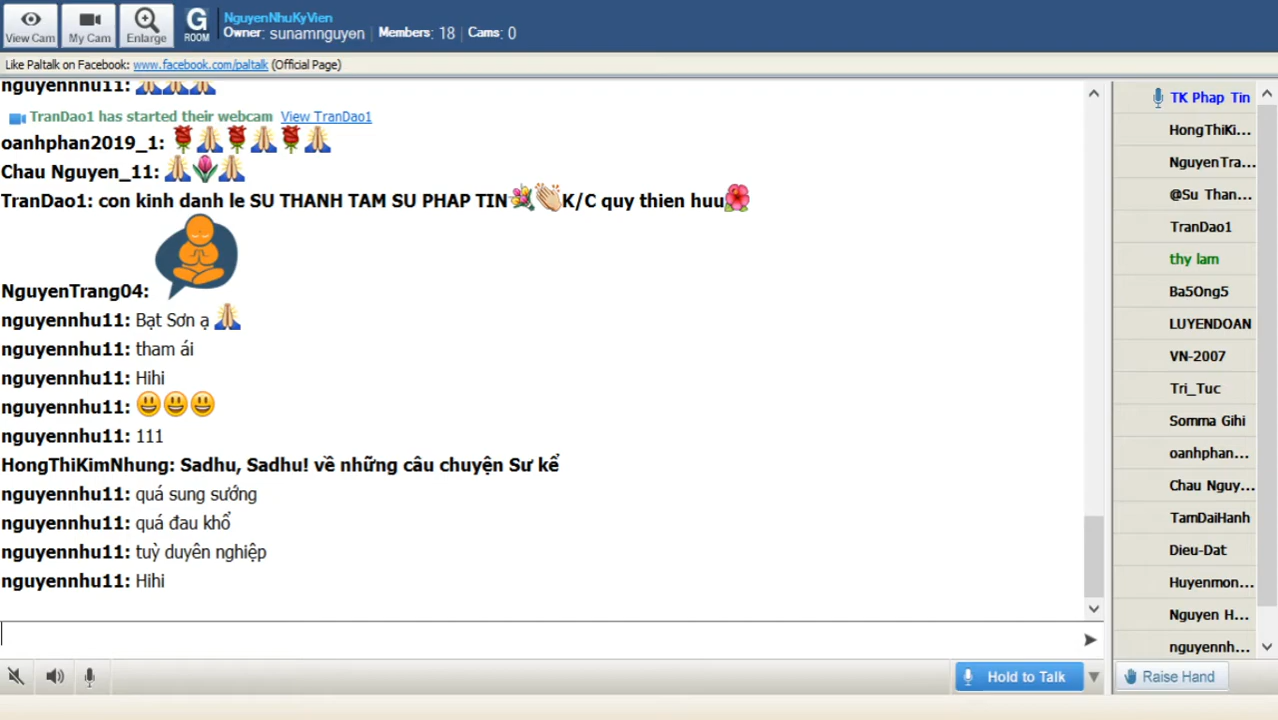 View Cam
My Cam
Enlarge
G ROOM
NguyenNhuKyVien
Owner: sunamnguyen | Members: 18 | Cams: 0
Like Paltalk on Facebook: www.facebook.com/paltalk (Official Page)
nguyennhu11:
TranDao1 has started their webcam View TranDao1
oanhphan2019_1:
Chau Nguyen_11:
TranDao1: con kinh danh le SU THANH TAM SU PHAP TIN K/C quy thien huu
NguyenTrang04:
nguyennhu11: Bạt Sơn ạ
nguyennhu11: tham ái
nguyennhu11: Hihi
nguyennhu11:
nguyennhu11: 111
HongThiKimNhung: Sadhu, Sadhu! về những câu chuyện Sư kể
nguyennhu11: quá sung sướng
nguyennhu11: quá đau khổ
nguyennhu11: tuỳ duyên nghiệp
nguyennhu11: Hihi
TK Phap Tin
HongThiKi...
NguyenTra...
@Su Than...
TranDao1
thy lam
Ba5Ong5
LUYENDOAN
VN-2007
Tri_Tuc
Somma Gihi
oanhphan...
Chau Nguy...
TamDaiHanh
Dieu-Dat
Huyenmon...
Nguyen H...
nguyennh...
Hold to Talk
Raise Hand